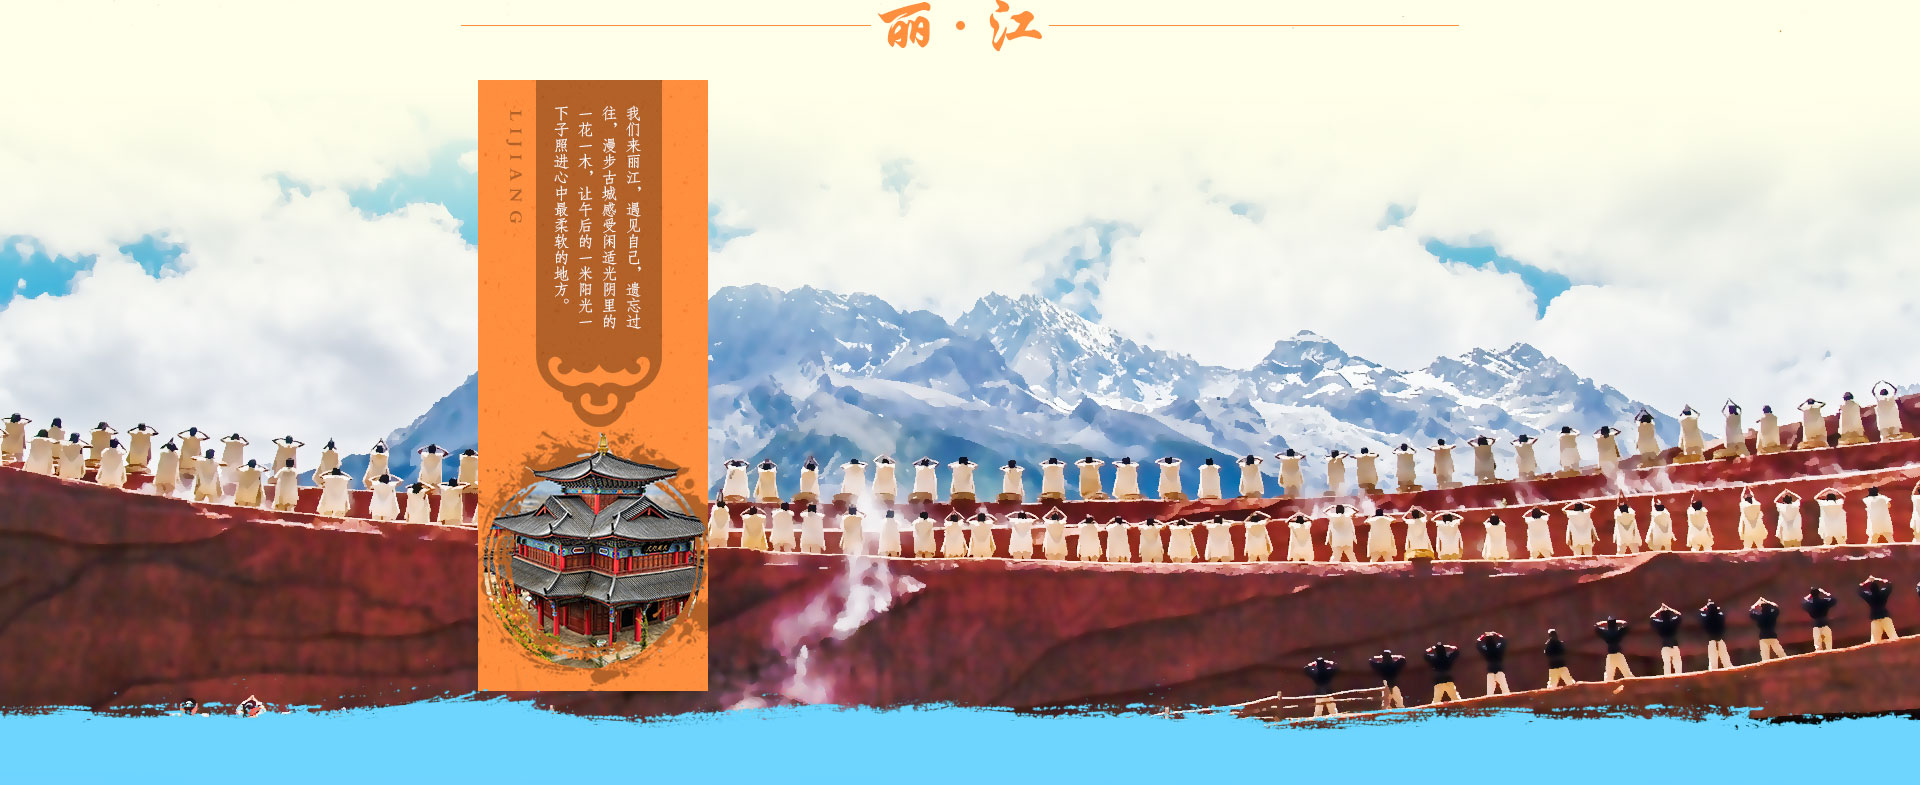 丽·江
我们来丽江，遇见自己，遗忘过
往，漫步古城感受闲适光阴里的
一花一木，让午后的一米阳光一
下子照进心中最柔软的地方。
LIJIANG